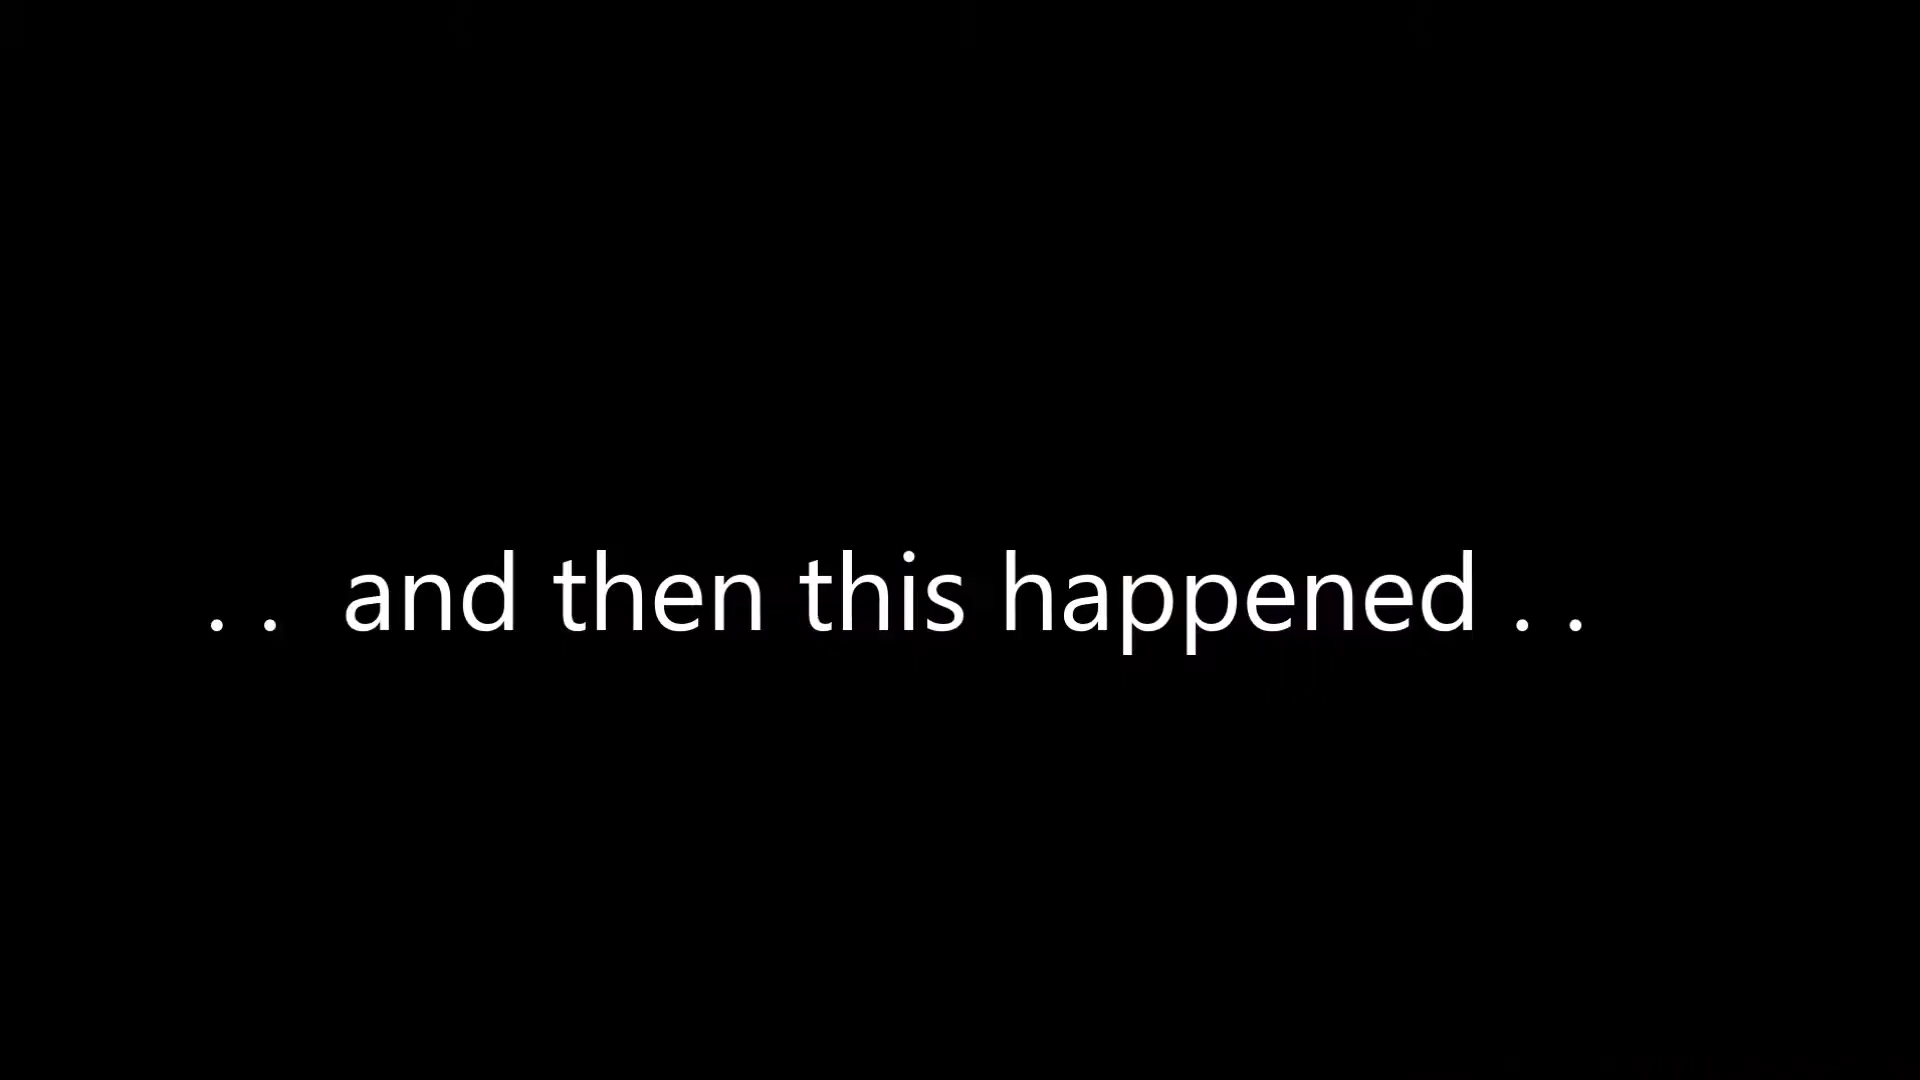 . .  and then this happened . .